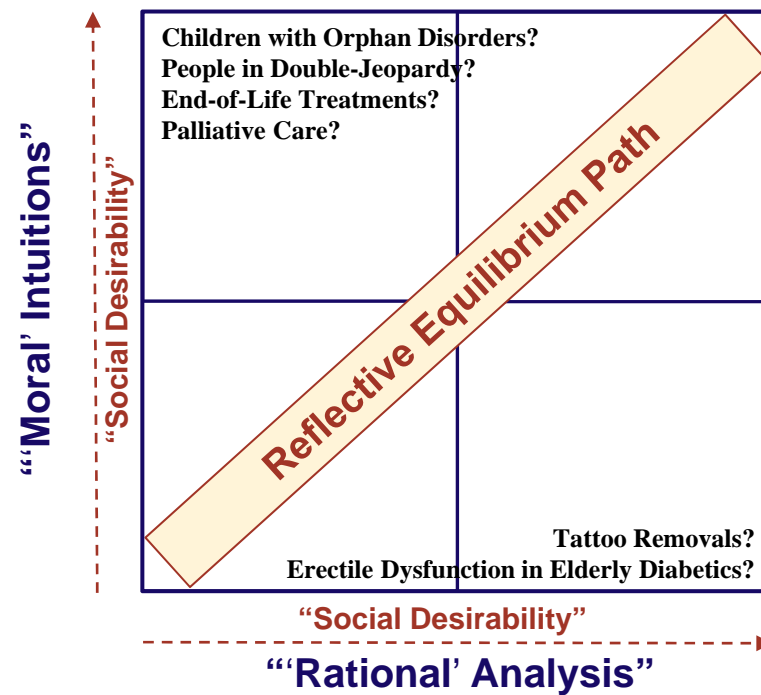 Children with Orphan Disorders?
People in Double-Jeopardy?
End-of-Life Treatments?
Palliative Care?
“‘Moral’ Intuitions”
“Social Desirability”
Reflective Equilibrium Path
Tattoo Removals?
Erectile Dysfunction in Elderly Diabetics?
“Social Desirability”
“‘Rational’ Analysis”